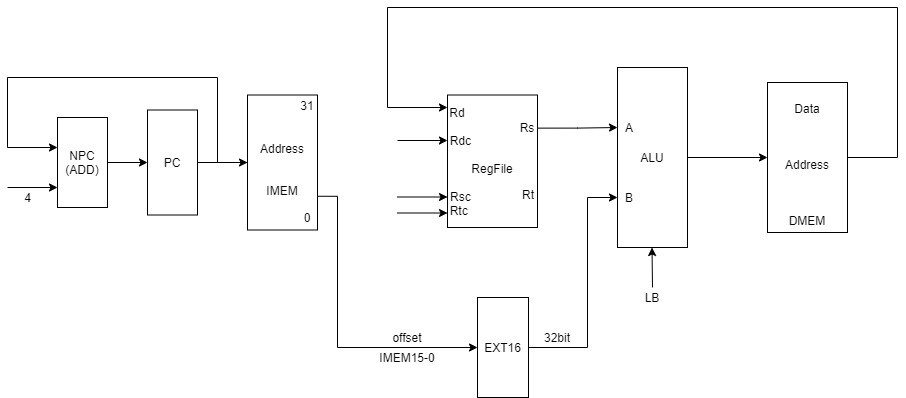 NPC
(ADD)
4
PC
31
Address
IMEM
0
offset
IMEM15-0
EXT16
32bit
Rd
Rdc
RegFile
Rsc
Rtc
Rs
Rt
A
ALU
B
LB
Data
Address
DMEM